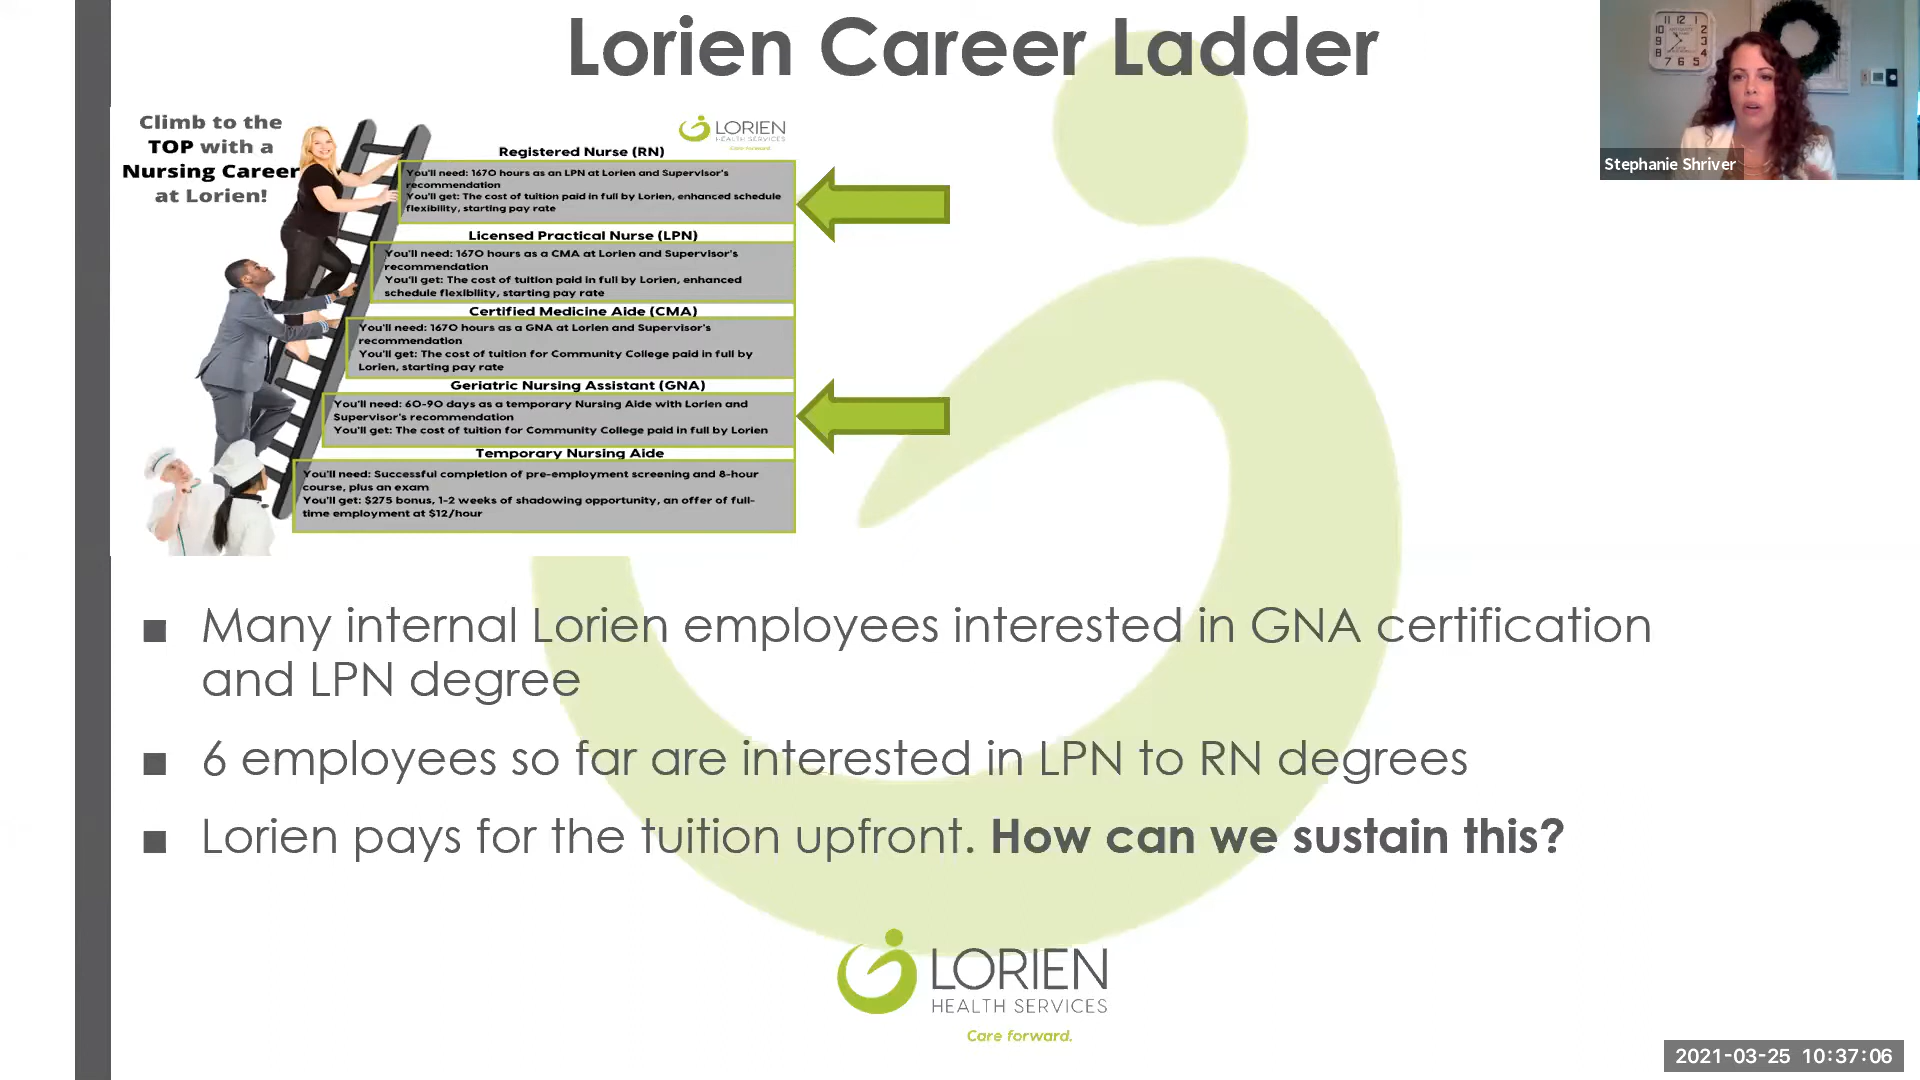 Lorien Career Ladder
Climb to the
TOP with a
Nursing Career
at Lorien!
LORIEN
HEALTH SERVICES
Care forward.
Registered Nurse (RN)
You'll need: 1670 hours as an LPN at Lorien and Supervisor's
recommendation
You'll get: The cost of tuition paid in full by Lorien, enhanced schedule
flexibility, starting pay rate
Licensed Practical Nurse (LPN)
You'll need: 1670 hours as a CMA at Lorien and Supervisor's
recommendation
You'll get: The cost of tuition paid in full by Lorien, enhanced
schedule flexibility, starting pay rate
Certified Medicine Aide (CMA)
You'll need: 1670 hours as a GNA at Lorien and Supervisor's
recommendation
You'll get: The cost of tuition for Community College paid in full by
Lorien, starting pay rate
Geriatric Nursing Assistant (GNA)
You'll need: 60-90 days as a temporary Nursing Aide with Lorien and
Supervisor's recommendation
You'll get: The cost of tuition for Community College paid in full by Lorien
Temporary Nursing Aide
You'll need: Successful completion of pre-employment screening and 8-hour
course, plus an exam
You'll get: $275 bonus, 1-2 weeks of shadowing opportunity, an offer of full-
time employment at $12/hour
Stephanie Shriver
■ Many internal Lorien employees interested in GNA certification
and LPN degree
■ 6 employees so far are interested in LPN to RN degrees
■ Lorien pays for the tuition upfront. How can we sustain this?
LORIEN
HEALTH SERVICES
Care forward.
2021-03-25 10:37:06